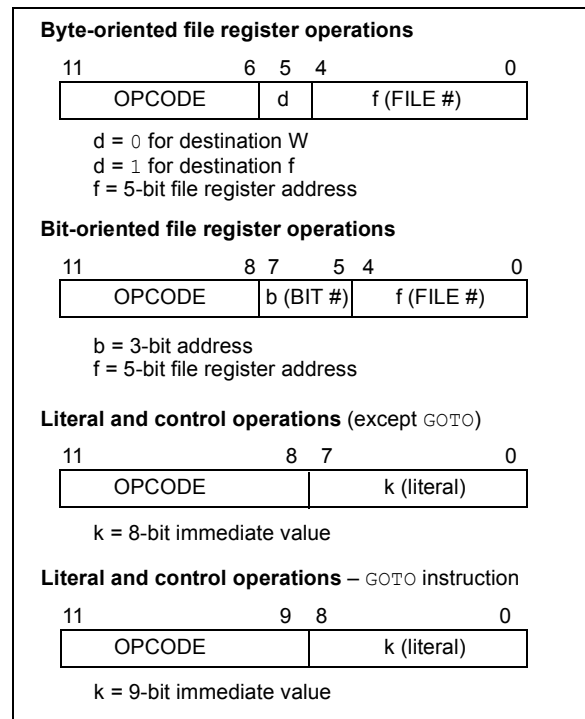 Byte-oriented file register operations
11 6 5 4 0
OPCODE d f (FILE #)
d = 0 for destination W
d = 1 for destination f
f = 5-bit file register address
Bit-oriented file register operations
11 8 7 5 4 0
OPCODE b (BIT #) f (FILE #)
b = 3-bit address
f = 5-bit file register address
Literal and control operations (except GOTO)
11 8 7 0
OPCODE k (literal)
k = 8-bit immediate value
Literal and control operations – GOTO instruction
11 9 8 0
OPCODE k (literal)
k = 9-bit immediate value